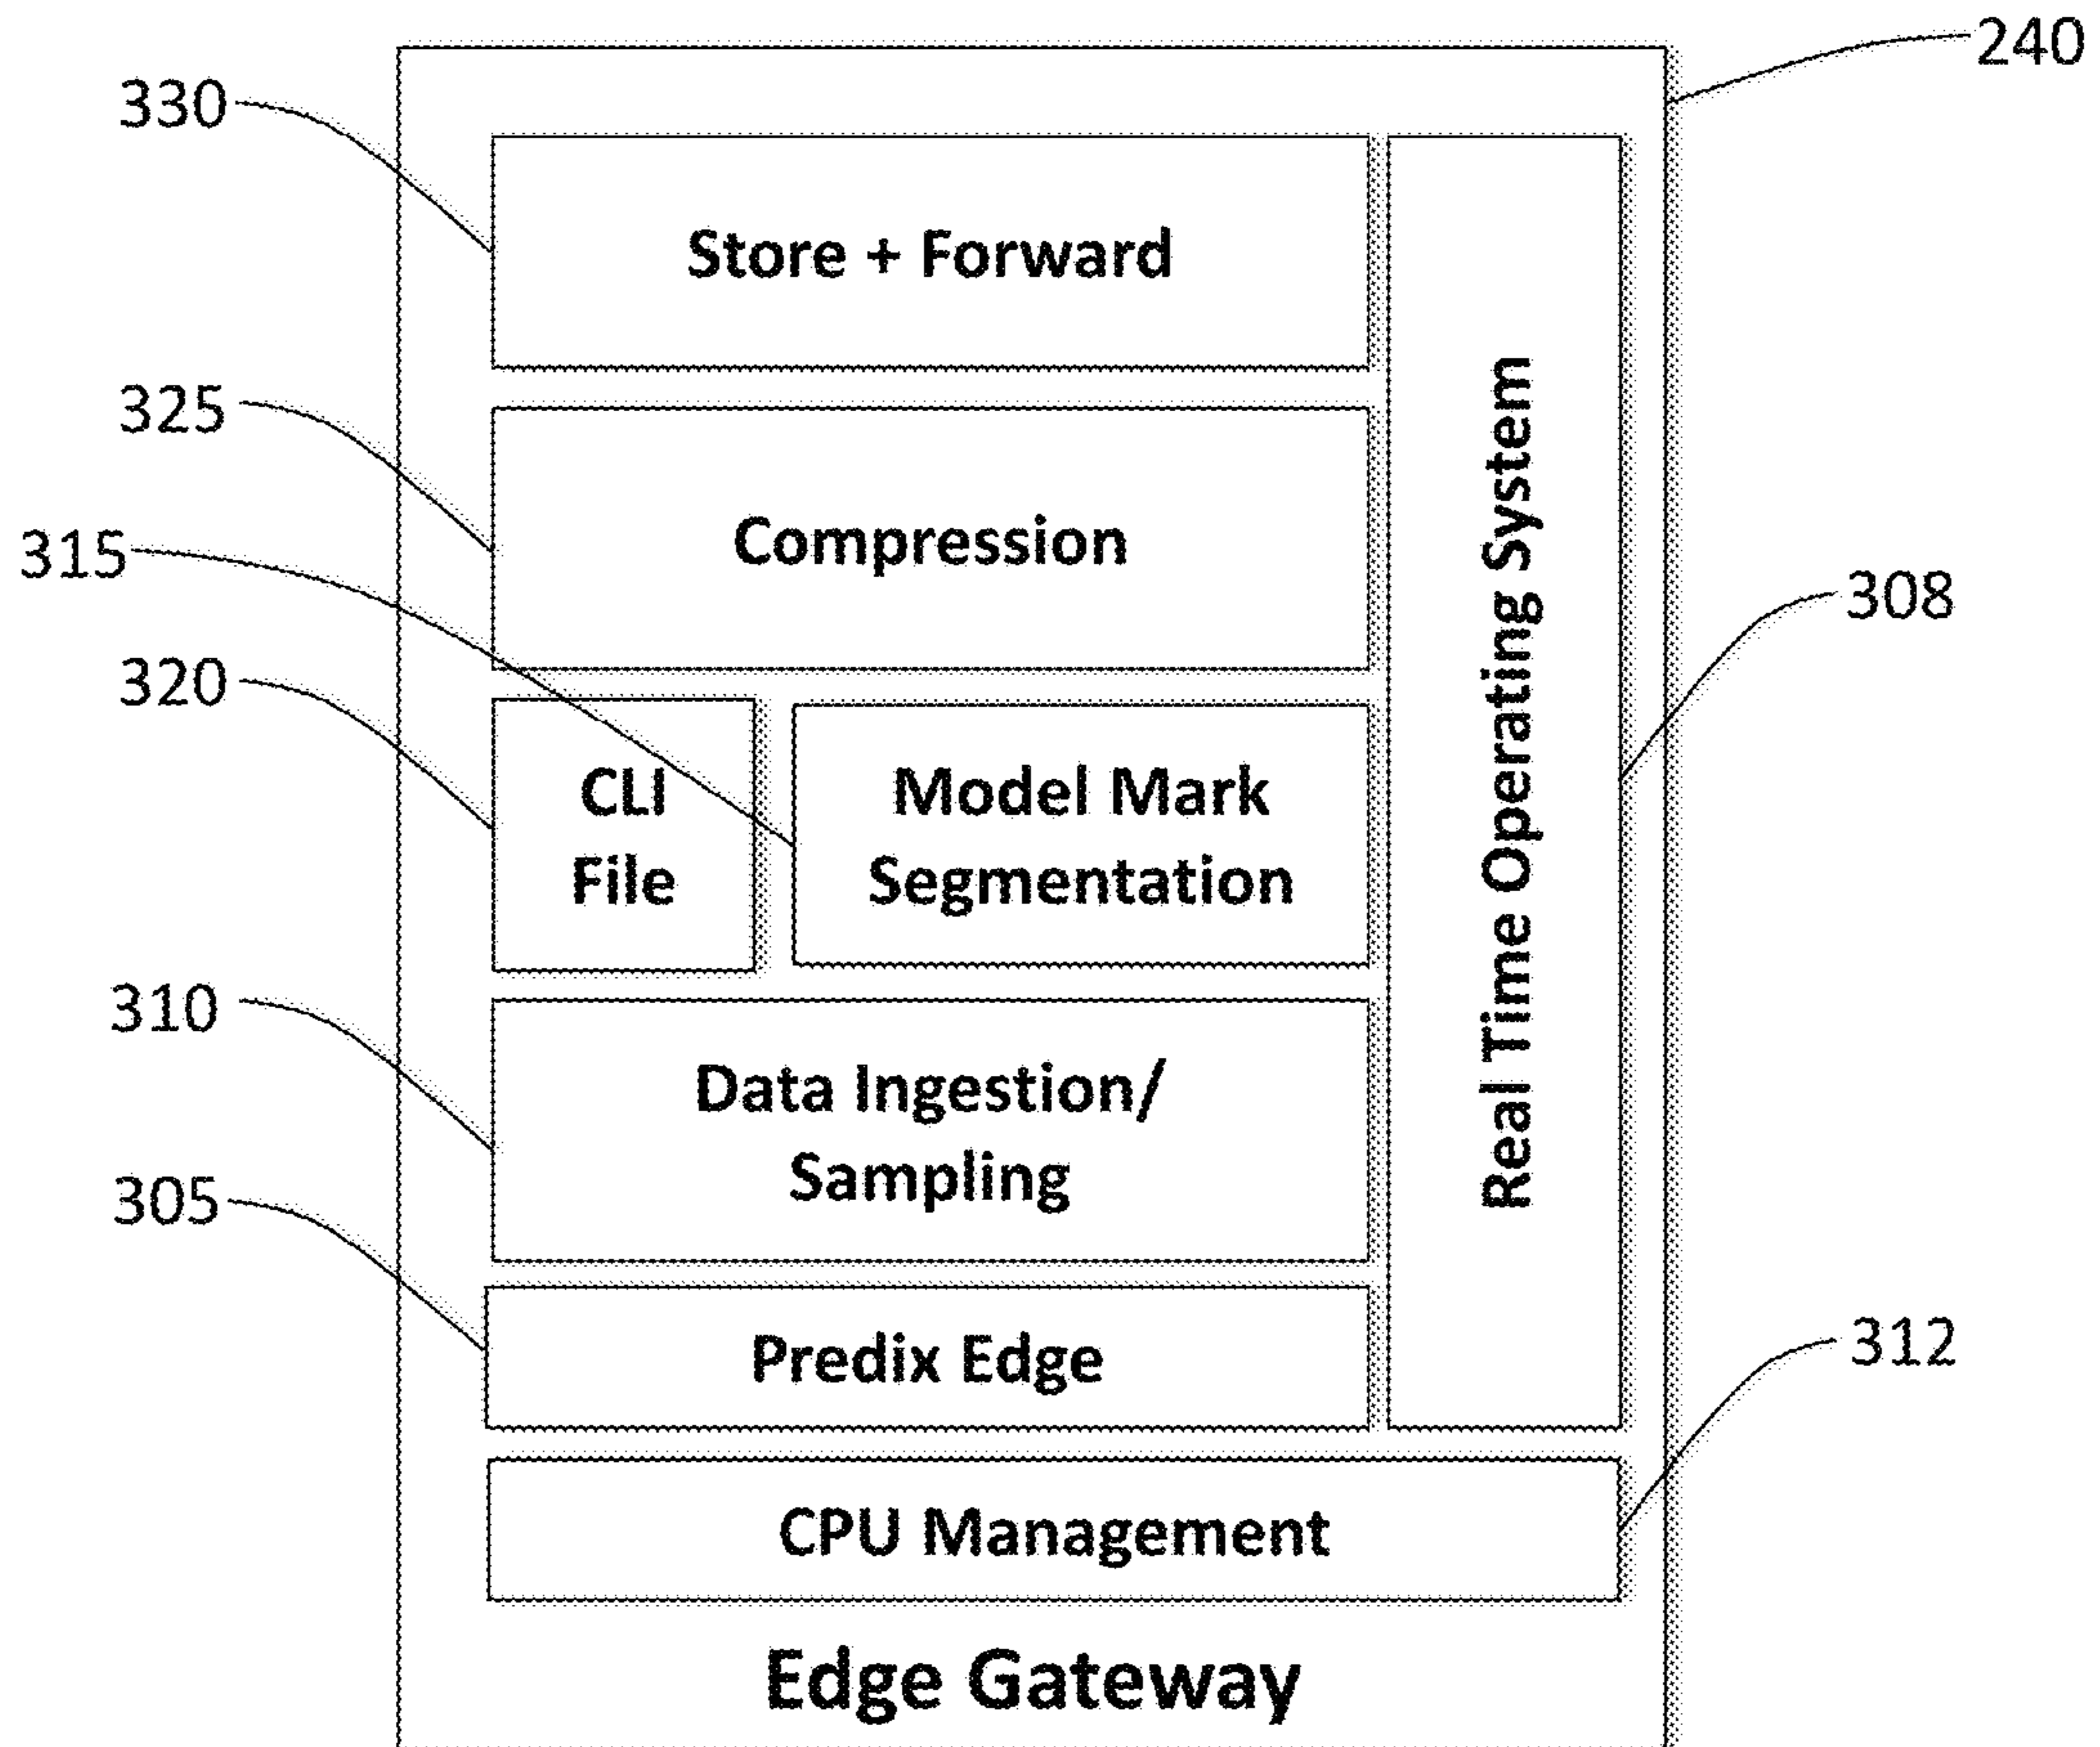 240
330
Store + Forward
325
Compression
315
308
320
CLI
File
Model Mark
Segmentation
Real Time Operating System
310
Data Ingestion/
Sampling
305
Predix Edge
312
CPU Management
Edge Gateway